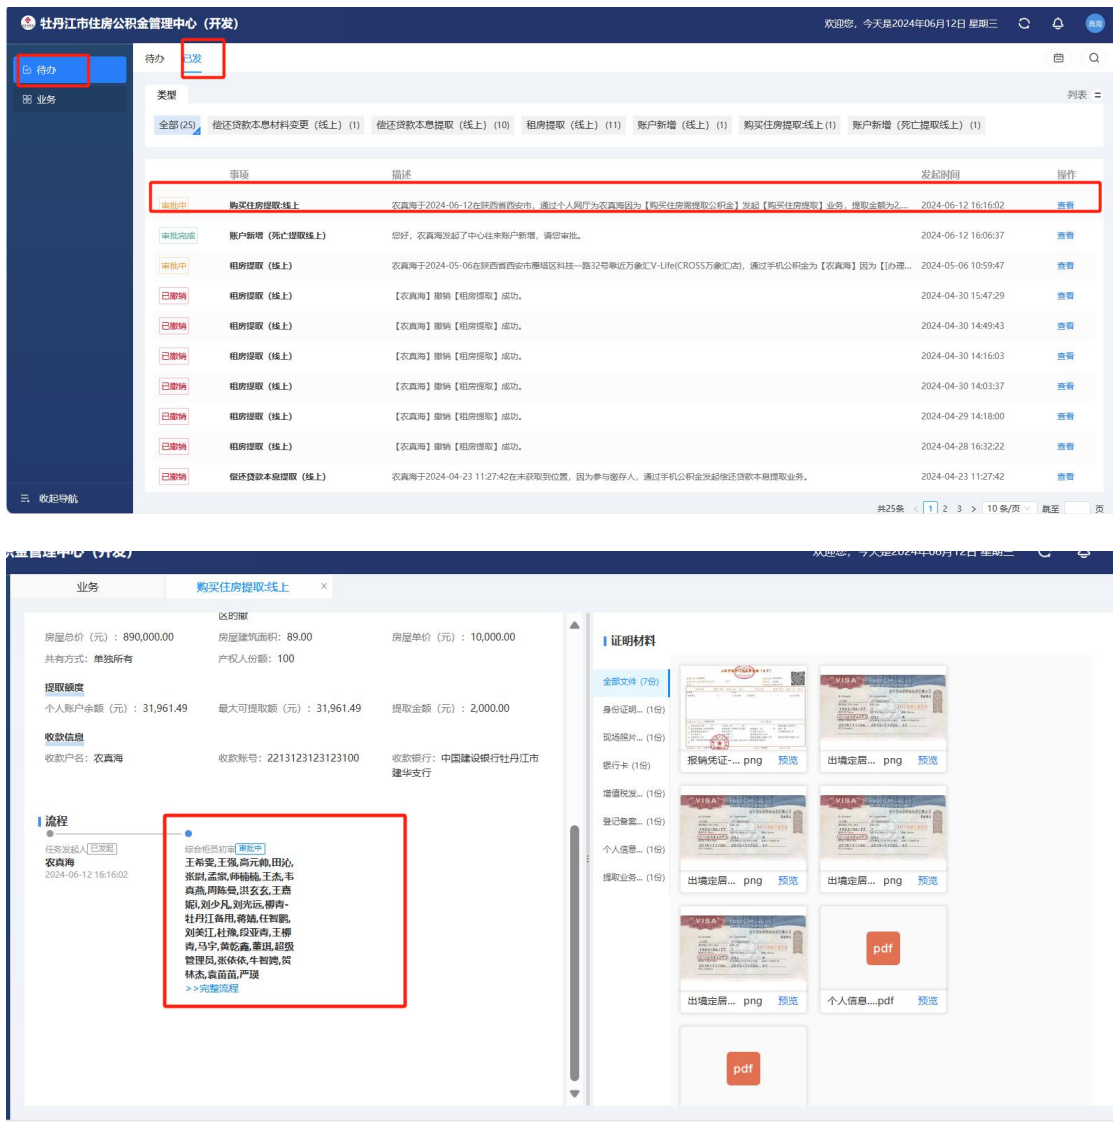 牡丹江市住房公积金管理中心（开发）
欢迎您，今天是2024年06月12日 星期三
待办
业务
收起导航
待办 已发
类型
列表
全部(25) 偿还贷款本息材料变更（线上）(1) 偿还贷款本息提取（线上）(10) 租房提取（线上）(11) 账户新增（线上）(1) 购买住房提取:线上(1) 账户新增（死亡提取线上）(1)
事项 描述 发起时间 操作
审批中 购买住房提取:线上 农真海于2024-06-12在陕西省西安市，通过个人网厅为农真海因为【购买住房需提取公积金】发起【购买住房提取】业务，提取金额为2,... 2024-06-12 16:16:02 查看
审批完成 账户新增（死亡提取线上） 您好，农真海发起了中心往来账户新增，请您审批。 2024-06-12 16:06:37 查看
审批中 租房提取（线上） 农真海于2024-05-06在陕西省西安市雁塔区科技一路32号靠近万象汇V-Life(CROSS万象汇店)，通过手机公积金为【农真海】因为【[办理... 2024-05-06 10:59:47 查看
已撤销 租房提取（线上） 【农真海】撤销【租房提取】成功。 2024-04-30 15:47:29 查看
已撤销 租房提取（线上） 【农真海】撤销【租房提取】成功。 2024-04-30 14:49:43 查看
已撤销 租房提取（线上） 【农真海】撤销【租房提取】成功。 2024-04-30 14:16:03 查看
已撤销 租房提取（线上） 【农真海】撤销【租房提取】成功。 2024-04-30 14:03:37 查看
已撤销 租房提取（线上） 【农真海】撤销【租房提取】成功。 2024-04-29 14:18:00 查看
已撤销 租房提取（线上） 【农真海】撤销【租房提取】成功。 2024-04-28 16:32:22 查看
已撤销 偿还贷款本息提取（线上） 农真海于2024-04-23 11:27:42在未获取到位置，因为参与缴存人，通过手机公积金发起偿还贷款本息提取业务。 2024-04-23 11:27:42 查看
共25条 < 1 2 3 > 10 条/页 跳至 页
金管理中心（开发）
欢迎您，今天是2024年06月12日 星期三
业务 购买住房提取:线上 ×
区的撤
房屋总价（元）: 890,000.00 房屋建筑面积: 89.00 房屋单价（元）: 10,000.00
共有方式: 单独所有 产权人份额: 100
提取额度
个人账户余额（元）: 31,961.49 最大可提取额（元）: 31,961.49 提取金额（元）: 2,000.00
收款信息
收款户名: 农真海 收款账号: 2213123123123100 收款银行: 中国建设银行牡丹江市
建华支行
流程
任务发起人 已发起
农真海
2024-06-12 16:16:02
综合柜员初审 审批中
王希雯,王强,高元帅,田沁,
张尉,孟家,师楠楠,王杰,韦
真燕,周陈曼,洪玄玄,王嘉
妮,刘少凡,刘光远,柳青-
牡丹江备用,蒋婧,任智鹏,
刘美江,杜豫,段亚青,王柳
青,马宇,黄乾鑫,董琪,超级
管理员,张依依,牛智娉,贺
林杰,袁苗苗,严瑛
>>完整流程
证明材料
全部文件 (7份)
身份证明... (1份)
现场照片... (1份)
银行卡 (1份)
增值税发... (1份)
登记备案... (1份)
个人信息... (1份)
提取业务... (1份)
VISA
报销凭证-... png 预览 出境定居... png 预览
VISA VISA
出境定居... png 预览 出境定居... png 预览
VISA pdf
出境定居... png 预览 个人信息....pdf 预览
pdf